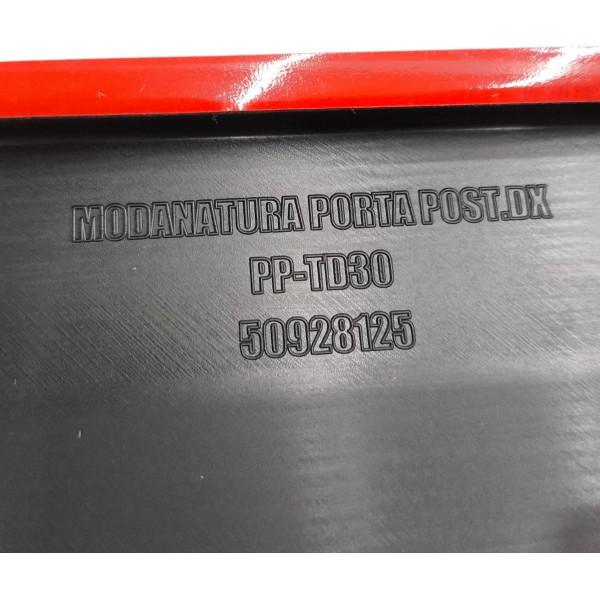 MODANATURA PORTA POST.DX
PP-TD30
50928125